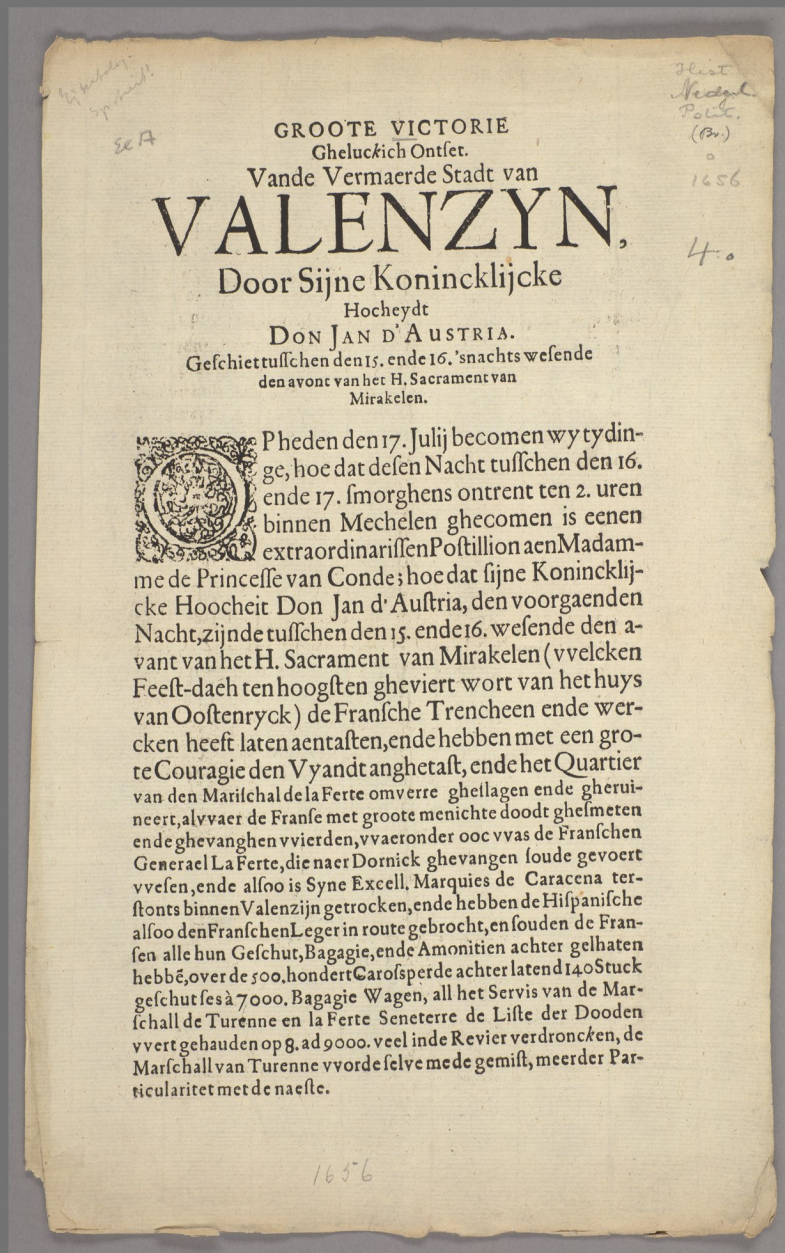 Ec A
Hist
Nedърl.
Polit.
(Br.)
1656
4.
GROOTE VICTORIE
Gheluckich Ontſet.
Vande Vermaerde Stadt van
VALENZYN,
Door Sijne Konincklijcke
Hocheydt
DON JAN D'AUSTRIA.
Geſchiet tuſſchen den 15. ende 16. 'snachts weſende
den avont van het H. Sacrament van
Mirakelen.
OPheden den 17. Julij becomen wy tydin-
ge, hoe dat deſen Nacht tuſſchen den 16.
ende 17. ſmorghens ontrent ten 2. uren
binnen Mechelen ghecomen is eenen
extraordinariſſen Poſtillion aen Madam-
me de Princeſſe van Conde; hoe dat ſijne Konincklij-
cke Hoocheit Don Jan d'Auſtria, den voorgaenden
Nacht, zijnde tuſſchen den 15. ende 16. weſende den a-
vant van het H. Sacrament van Mirakelen (vvelcken
Feeſt-daeh ten hoogſten gheviert wort van het huys
van Ooſtenryck) de Franſche Trencheen ende wer-
cken heeft laten aentaſten, ende hebben met een gro-
te Couragie den Vyandt anghetaſt, ende het Quartier
van den Mariſchal de la Ferte omverre gheſlagen ende gherui-
neert, alvvaer de Franſe met groote menichte doodt gheſmeten
ende ghevanghen vvierden, vvaeronder ooc vvas de Franſchen
Generael La Ferte, die naer Dornick ghevangen ſoude gevoert
vveſen, ende alſoo is Syne Excell. Marquies de Caracena ter-
ſtonts binnen Valenzijn getrocken, ende hebben de Hiſpaniſche
alſoo den Franſchen Leger in route gebrocht, en ſouden de Fran-
ſen alle hun Geſchut, Bagagie, ende Amonitien achter gelhaten
hebbē, over de 500. hondert Caroſsperde achter latend 140 Stuck
geſchut ſes à 7000. Bagagie Wagen, all het Servis van de Mar-
ſchall de Turenne en la Ferte Seneterre de Liſte der Dooden
vvert gehauden op 8. ad 9000. veel inde Revier verdroncken, de
Marſchall van Turenne vvorde ſelve mede gemiſt, meerder Par-
ticularitet met de naeſte.
1656